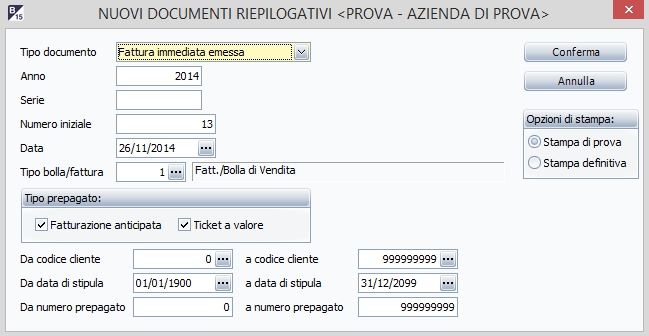 B 15 NUOVI DOCUMENTI RIEPILOGATIVI <PROVA - AZIENDA DI PROVA>
Tipo documento Fattura immediata emessa Conferma
Anno 2014 Annulla
Serie
Numero iniziale 13 Opzioni di stampa:
Data 26/11/2014 Stampa di prova
Tipo bolla/fattura 1 Fatt./Bolla di Vendita Stampa definitiva
Tipo prepagato:
Fatturazione anticipata Ticket a valore
Da codice cliente 0 a codice cliente 999999999
Da data di stipula 01/01/1900 a data di stipula 31/12/2099
Da numero prepagato 0 a numero prepagato 999999999